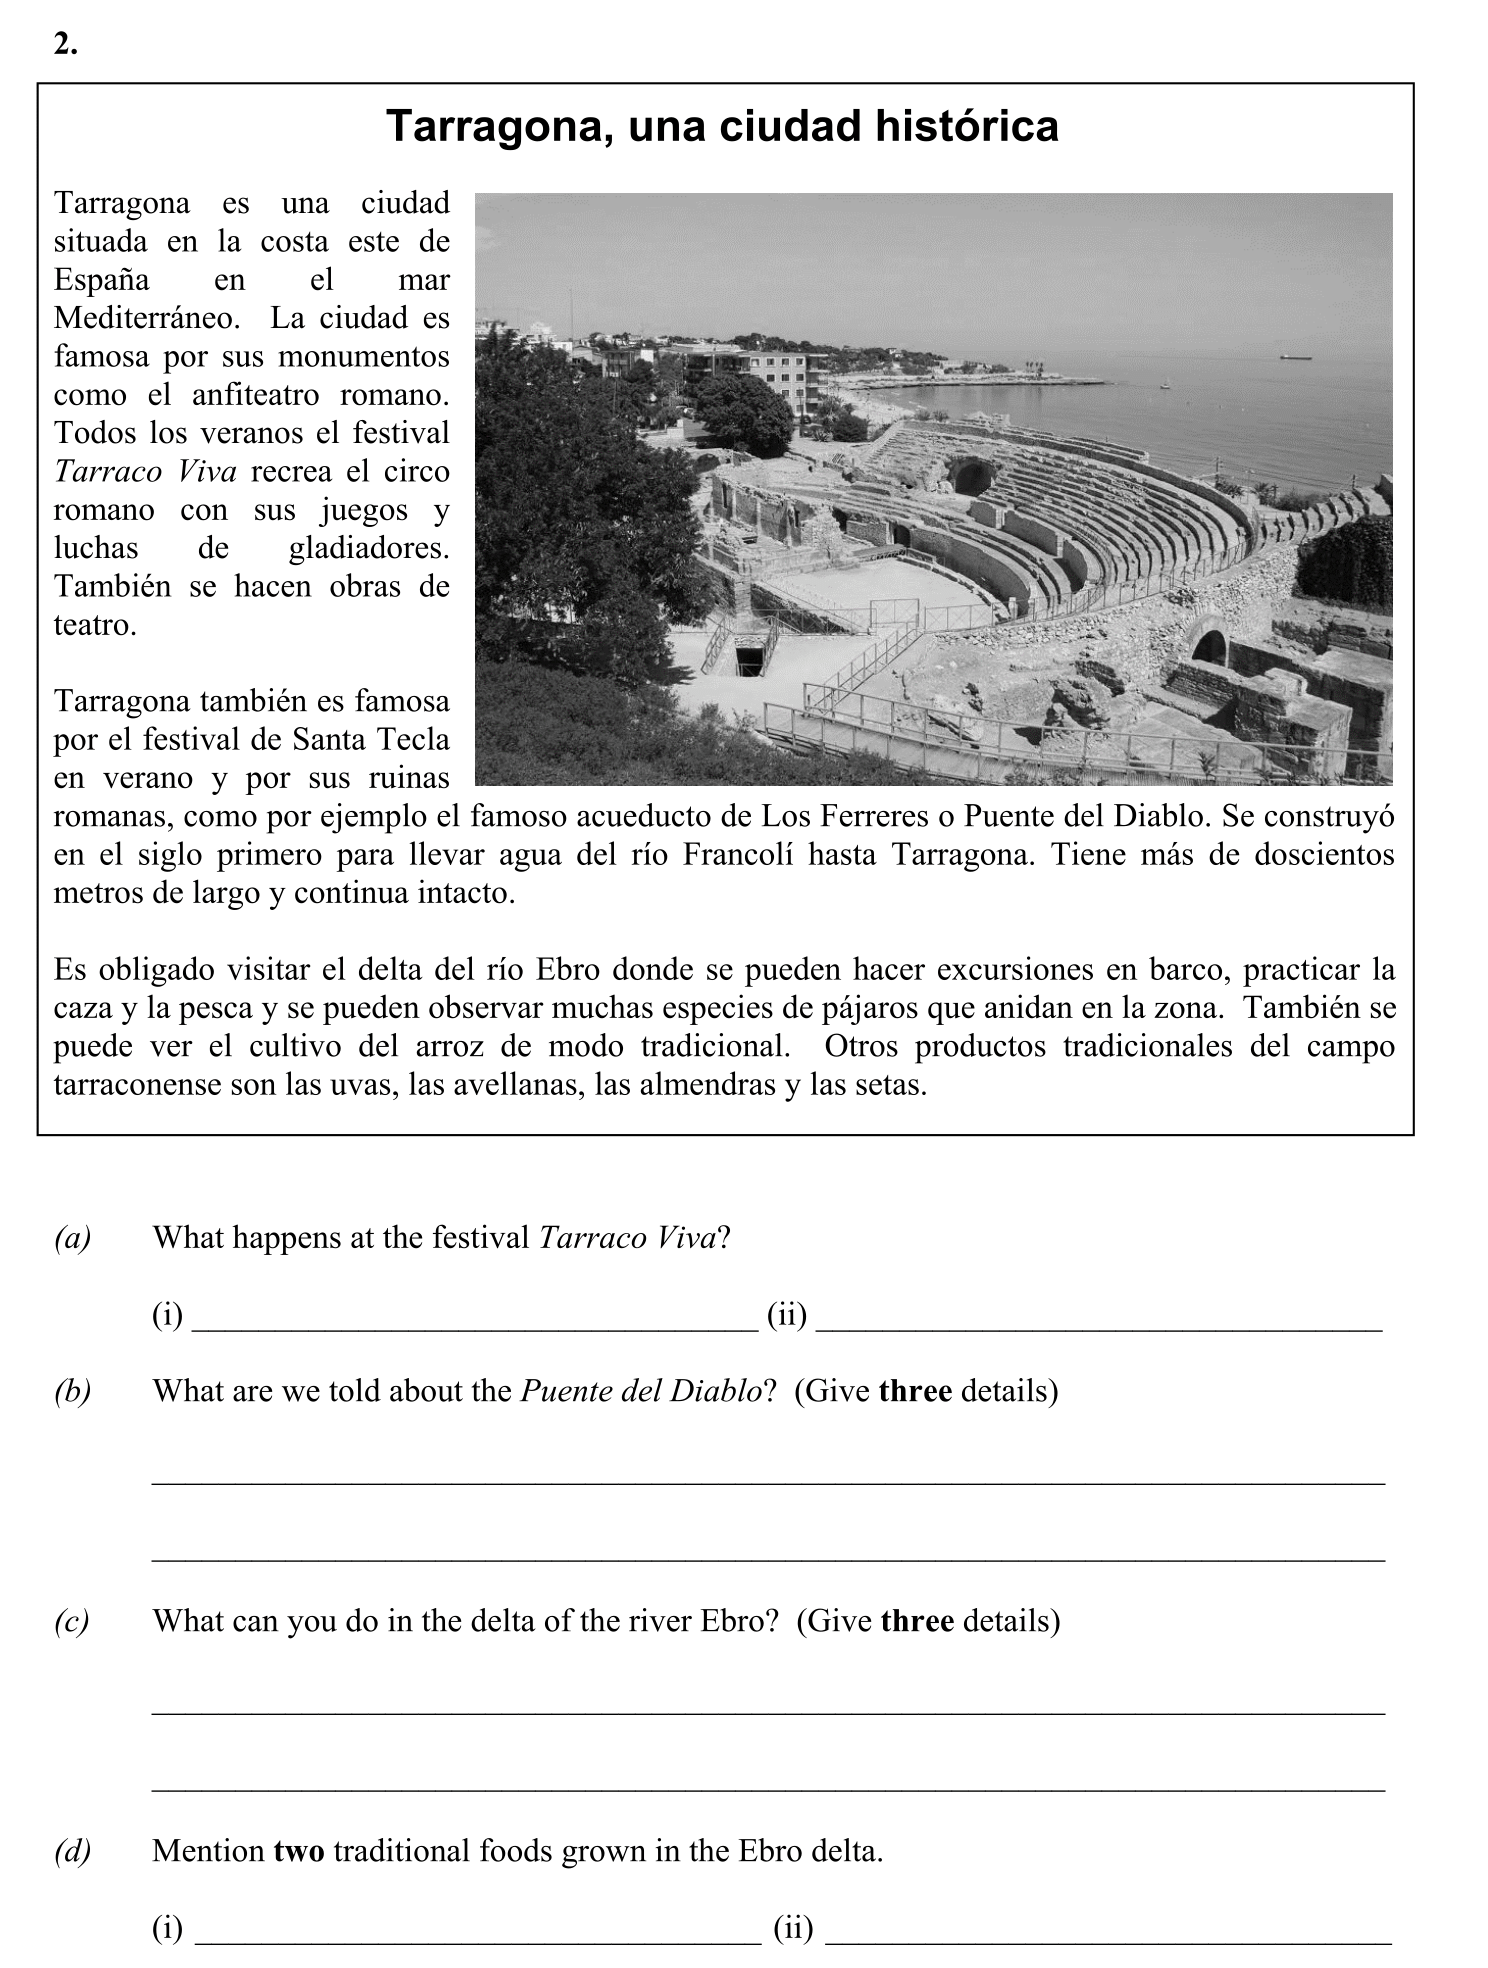 2.
Tarragona, una ciudad histórica
Tarragona es una ciudad
situada en la costa este de
España en el mar
Mediterráneo. La ciudad es
famosa por sus monumentos
como el anfiteatro romano.
Todos los veranos el festival
Tarraco Viva recrea el circo
romano con sus juegos y
luchas de gladiadores.
También se hacen obras de
teatro.
Tarragona también es famosa
por el festival de Santa Tecla
en verano y por sus ruinas
romanas, como por ejemplo el famoso acueducto de Los Ferreres o Puente del Diablo. Se construyó
en el siglo primero para llevar agua del río Francolí hasta Tarragona. Tiene más de doscientos
metros de largo y continua intacto.
Es obligado visitar el delta del río Ebro donde se pueden hacer excursiones en barco, practicar la
caza y la pesca y se pueden observar muchas especies de pájaros que anidan en la zona. También se
puede ver el cultivo del arroz de modo tradicional. Otros productos tradicionales del campo
tarraconense son las uvas, las avellanas, las almendras y las setas.
(a) What happens at the festival Tarraco Viva?
(i) ___________________________________ (ii) ___________________________________
(b) What are we told about the Puente del Diablo? (Give three details)
(c) What can you do in the delta of the river Ebro? (Give three details)
(d) Mention two traditional foods grown in the Ebro delta.
(i) ___________________________________ (ii) ___________________________________